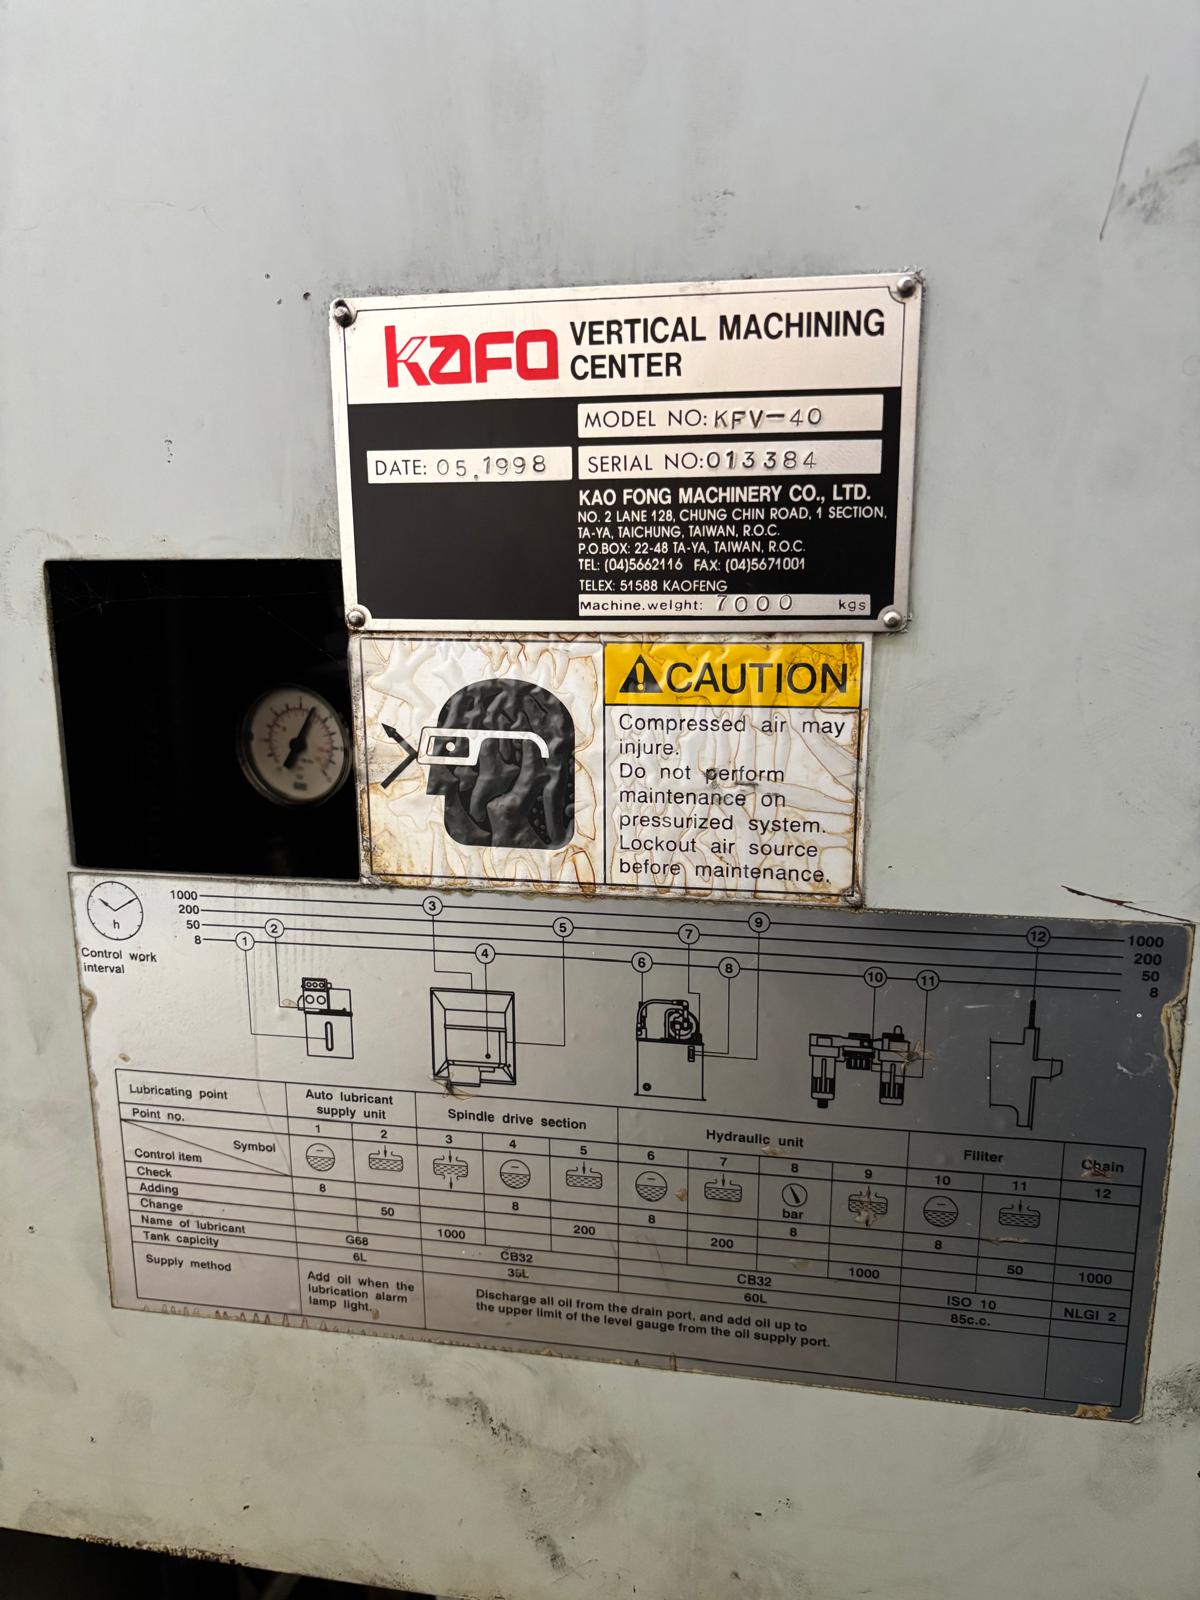 KAFO VERTICAL MACHINING
CENTER
MODEL NO: KFV-40
DATE: 05.1998
SERIAL NO: 013384
KAO FONG MACHINERY CO., LTD.
NO. 2 LANE 128, CHUNG CHIN ROAD, 1 SECTION,
TA-YA, TAICHUNG, TAIWAN, R.O.C.
P.O.BOX: 22-48 TA-YA, TAIWAN, R.O.C.
TEL: (04)5662116 FAX: (04)5671001
TELEX: 51588 KAOFENG
Machine.weight: 7000 kgs
CAUTION
Compressed air may
injure.
Do not perform
maintenance on
pressurized system.
Lockout air source
before maintenance.
h
Control work
interval
1000 3 9 12 1000
200 2 5 7 200
50 4 50
8 1 6 8 10 11 8
Lubricating point Auto lubricant
supply unit Spindle drive section Hydraulic unit Filiter Chain
Point no. 1 2 3 4 5 6 7 8 9 10 11 12
Symbol
Control item bar
Check 8 8 8 8 8
Adding 50 200 200 50
Change 1000 1000 1000
Name of lubricant G68 CB32 CB32 ISO 10 NLGI 2
Tank capicity 6L 35L 60L 85c.c.
Supply method Add oil when the
lubrication alarm
lamp light.
Discharge all oil from the drain port, and add oil up to
the upper limit of the level gauge from the oil supply port.